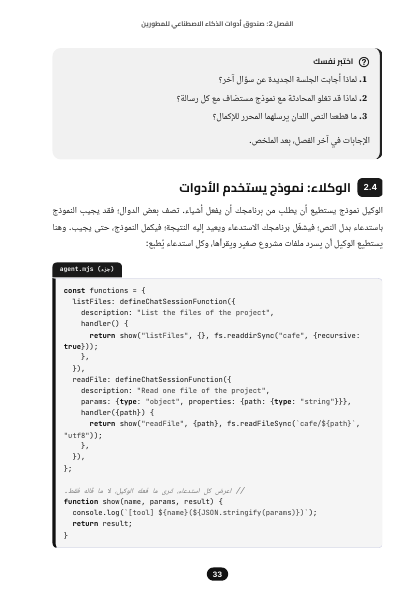 الفصل 2: صندوق أدوات الذكاء الاصطناعي للمطورين
اختبر نفسك
1. لماذا أجابت الجلسة الجديدة عن سؤال آخر؟
2. لماذا قد تغلو المحادثة مع نموذج مستضاف مع كل رسالة؟
3. ما قطعتا النص اللتان يرسلهما المحرر للإكمال؟
الإجابات في آخر الفصل، بعد الملخص.
2.4 الوكلاء: نموذج يستخدم الأدوات
الوكيل نموذج يستطيع أن يطلب من برنامجك أن يفعل أشياء. تصف بعض الدوال؛ فقد يجيب النموذج
باستدعاء بدل النص؛ فيشغّل برنامجك الاستدعاء ويعيد إليه النتيجة؛ فيكمل النموذج، حتى يجيب. وهنا
يستطيع الوكيل أن يسرد ملفات مشروع صغير ويقرأها، وكل استدعاء يُطبع:
agent.mjs (جزء)
const functions = {
  listFiles: defineChatSessionFunction({
    description: "List the files of the project",
    handler() {
      return show("listFiles", {}, fs.readdirSync("cafe", {recursive:
true}));
    },
  }),
  readFile: defineChatSessionFunction({
    description: "Read one file of the project",
    params: {type: "object", properties: {path: {type: "string"}}},
    handler({path}) {
      return show("readFile", {path}, fs.readFileSync(`cafe/${path}`,
"utf8"));
    },
  }),
};
// اعرض كل استدعاء، كي نرى ما فعله الوكيل، لا ما قاله فقط.
function show(name, params, result) {
  console.log(`[tool] ${name}(${JSON.stringify(params)})`);
  return result;
}
33